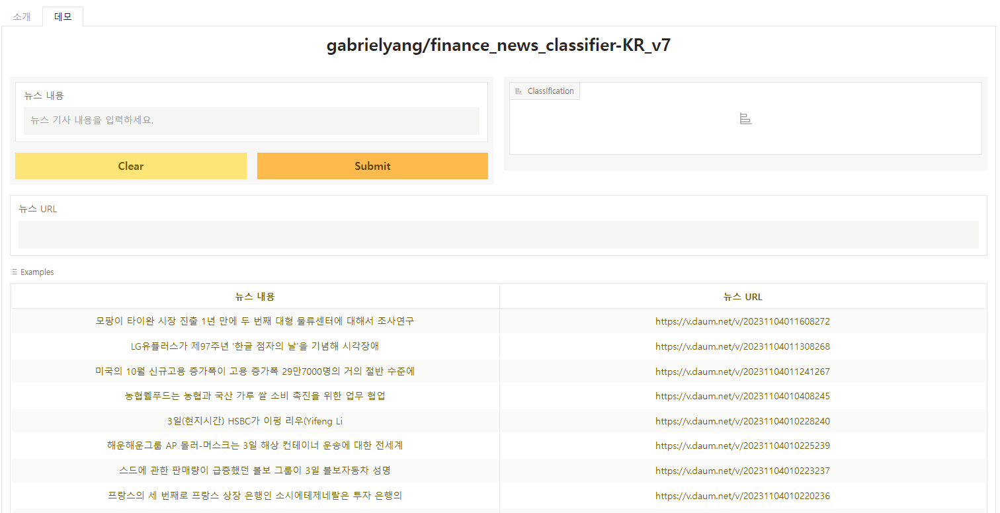 소개 데모
gabrielyang/finance_news_classifier-KR_v7
뉴스 내용
뉴스 기사 내용을 입력하세요.
Clear Submit
Classification
뉴스 URL
Examples
뉴스 내용 뉴스 URL
모팡이 타이완 시장 진출 1년 만에 두 번째 대형 물류센터에 대해서 조사연구 https://v.daum.net/v/20231104011608272
LG유플러스가 제97주년 '한글 점자의 날'을 기념해 시각장애 https://v.daum.net/v/20231104011308268
미국의 10월 신규고용 증가폭이 고용 증가폭 29만7000명의 거의 절반 수준에 https://v.daum.net/v/20231104011241267
농협웰푸드는 농협과 국산 가루 쌀 소비 촉진을 위한 업무 협업 https://v.daum.net/v/20231104010408245
3일(현지시간) HSBC가 이펑 리우(Yifeng Li https://v.daum.net/v/20231104010228240
해운해운그룹 AP 몰러-머스크는 3일 해상 컨테이너 운송에 대한 전세계 https://v.daum.net/v/20231104010225239
스드에 관한 판매량이 급증했던 볼보 그룹이 3일 볼보자동차 성명 https://v.daum.net/v/20231104010223237
프랑스의 세 번째로 프랑스 상장 은행인 소시에테제네랄은 투자 은행의 https://v.daum.net/v/20231104010220236